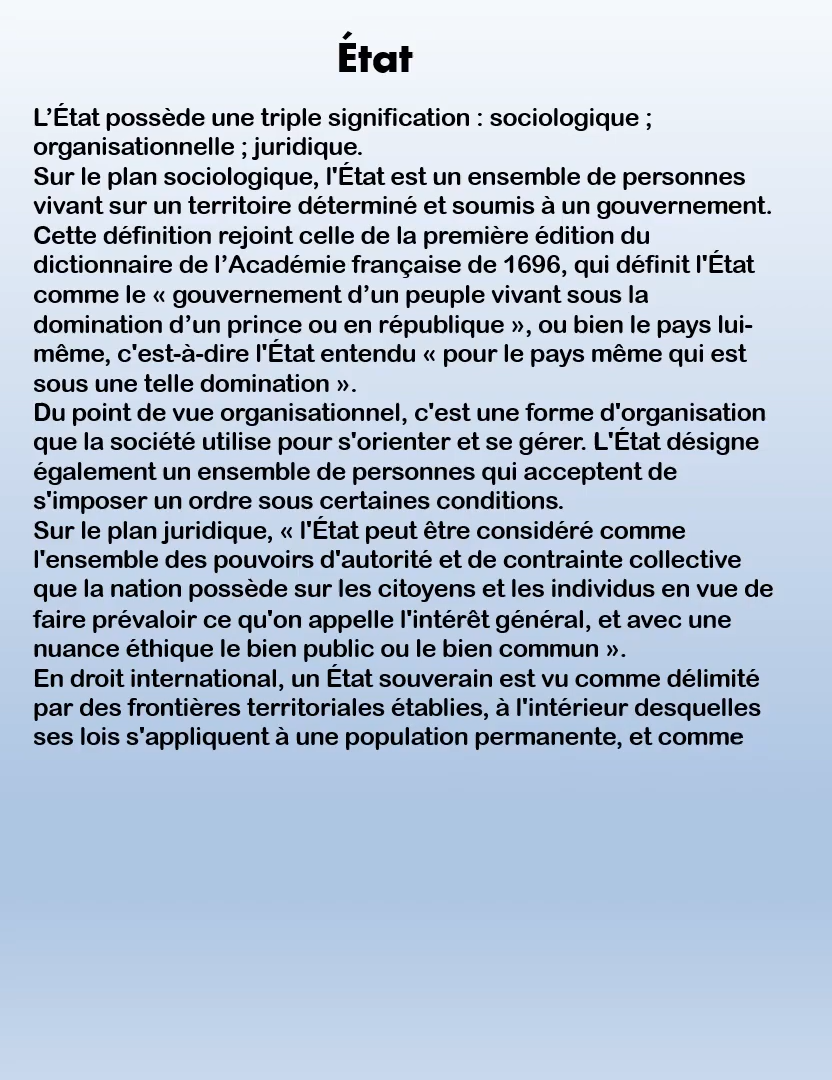 État
L’État possède une triple signification : sociologique ;
organisationnelle ; juridique.
Sur le plan sociologique, l'État est un ensemble de personnes
vivant sur un territoire déterminé et soumis à un gouvernement.
Cette définition rejoint celle de la première édition du
dictionnaire de l’Académie française de 1696, qui définit l'État
comme le « gouvernement d’un peuple vivant sous la
domination d’un prince ou en république », ou bien le pays lui-
même, c'est-à-dire l'État entendu « pour le pays même qui est
sous une telle domination ».
Du point de vue organisationnel, c'est une forme d'organisation
que la société utilise pour s'orienter et se gérer. L'État désigne
également un ensemble de personnes qui acceptent de
s'imposer un ordre sous certaines conditions.
Sur le plan juridique, « l'État peut être considéré comme
l'ensemble des pouvoirs d'autorité et de contrainte collective
que la nation possède sur les citoyens et les individus en vue de
faire prévaloir ce qu'on appelle l'intérêt général, et avec une
nuance éthique le bien public ou le bien commun ».
En droit international, un État souverain est vu comme délimité
par des frontières territoriales établies, à l'intérieur desquelles
ses lois s'appliquent à une population permanente, et comme